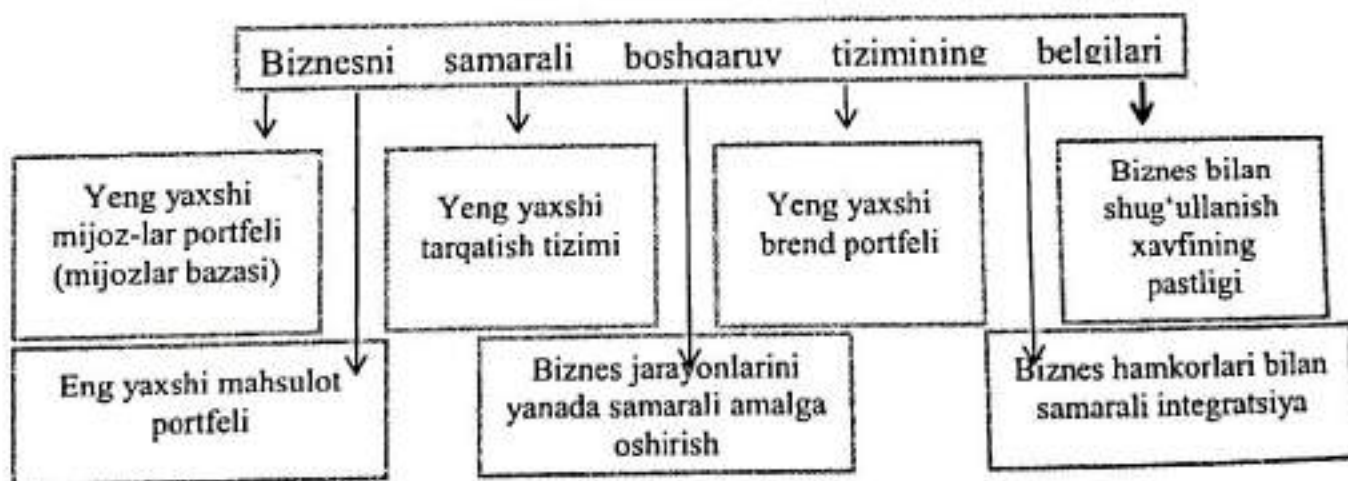 Biznesni samarali boshqaruv tizimining belgilari
Yeng yaxshi
mijoz-lar portfeli
(mijozlar bazasi)
Yeng yaxshi
tarqatish tizimi
Yeng yaxshi
brend portfeli
Biznes bilan
shug‘ullanish
xavfining
pastligi
Eng yaxshi mahsulot
portfeli
Biznes jarayonlarini
yanada samarali amalga
oshirish
Biznes hamkorlari bilan
samarali integratsiya